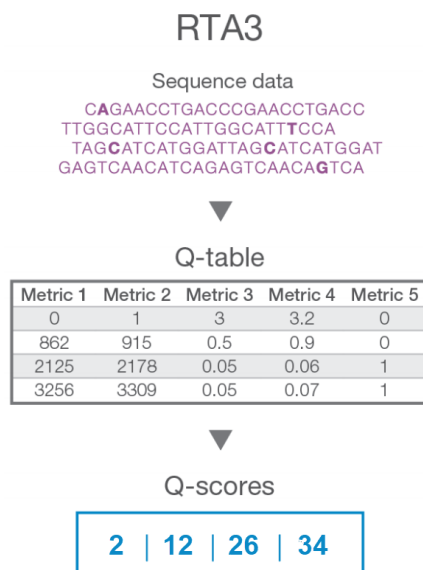 RTA3
Sequence data
CAGAACCTGACCCGAACCTGACC
TTGGCATTCCATTGGCATTTCCA
TAGCATCATGGATTAGCATCATGGAT
GAGTCAACATCAGAGTCAACAGTCA
Q-table
Metric 1 Metric 2 Metric 3 Metric 4 Metric 5
0 1 3 3.2 0
862 915 0.5 0.9 0
2125 2178 0.05 0.06 1
3256 3309 0.05 0.07 1
Q-scores
2 | 12 | 26 | 34